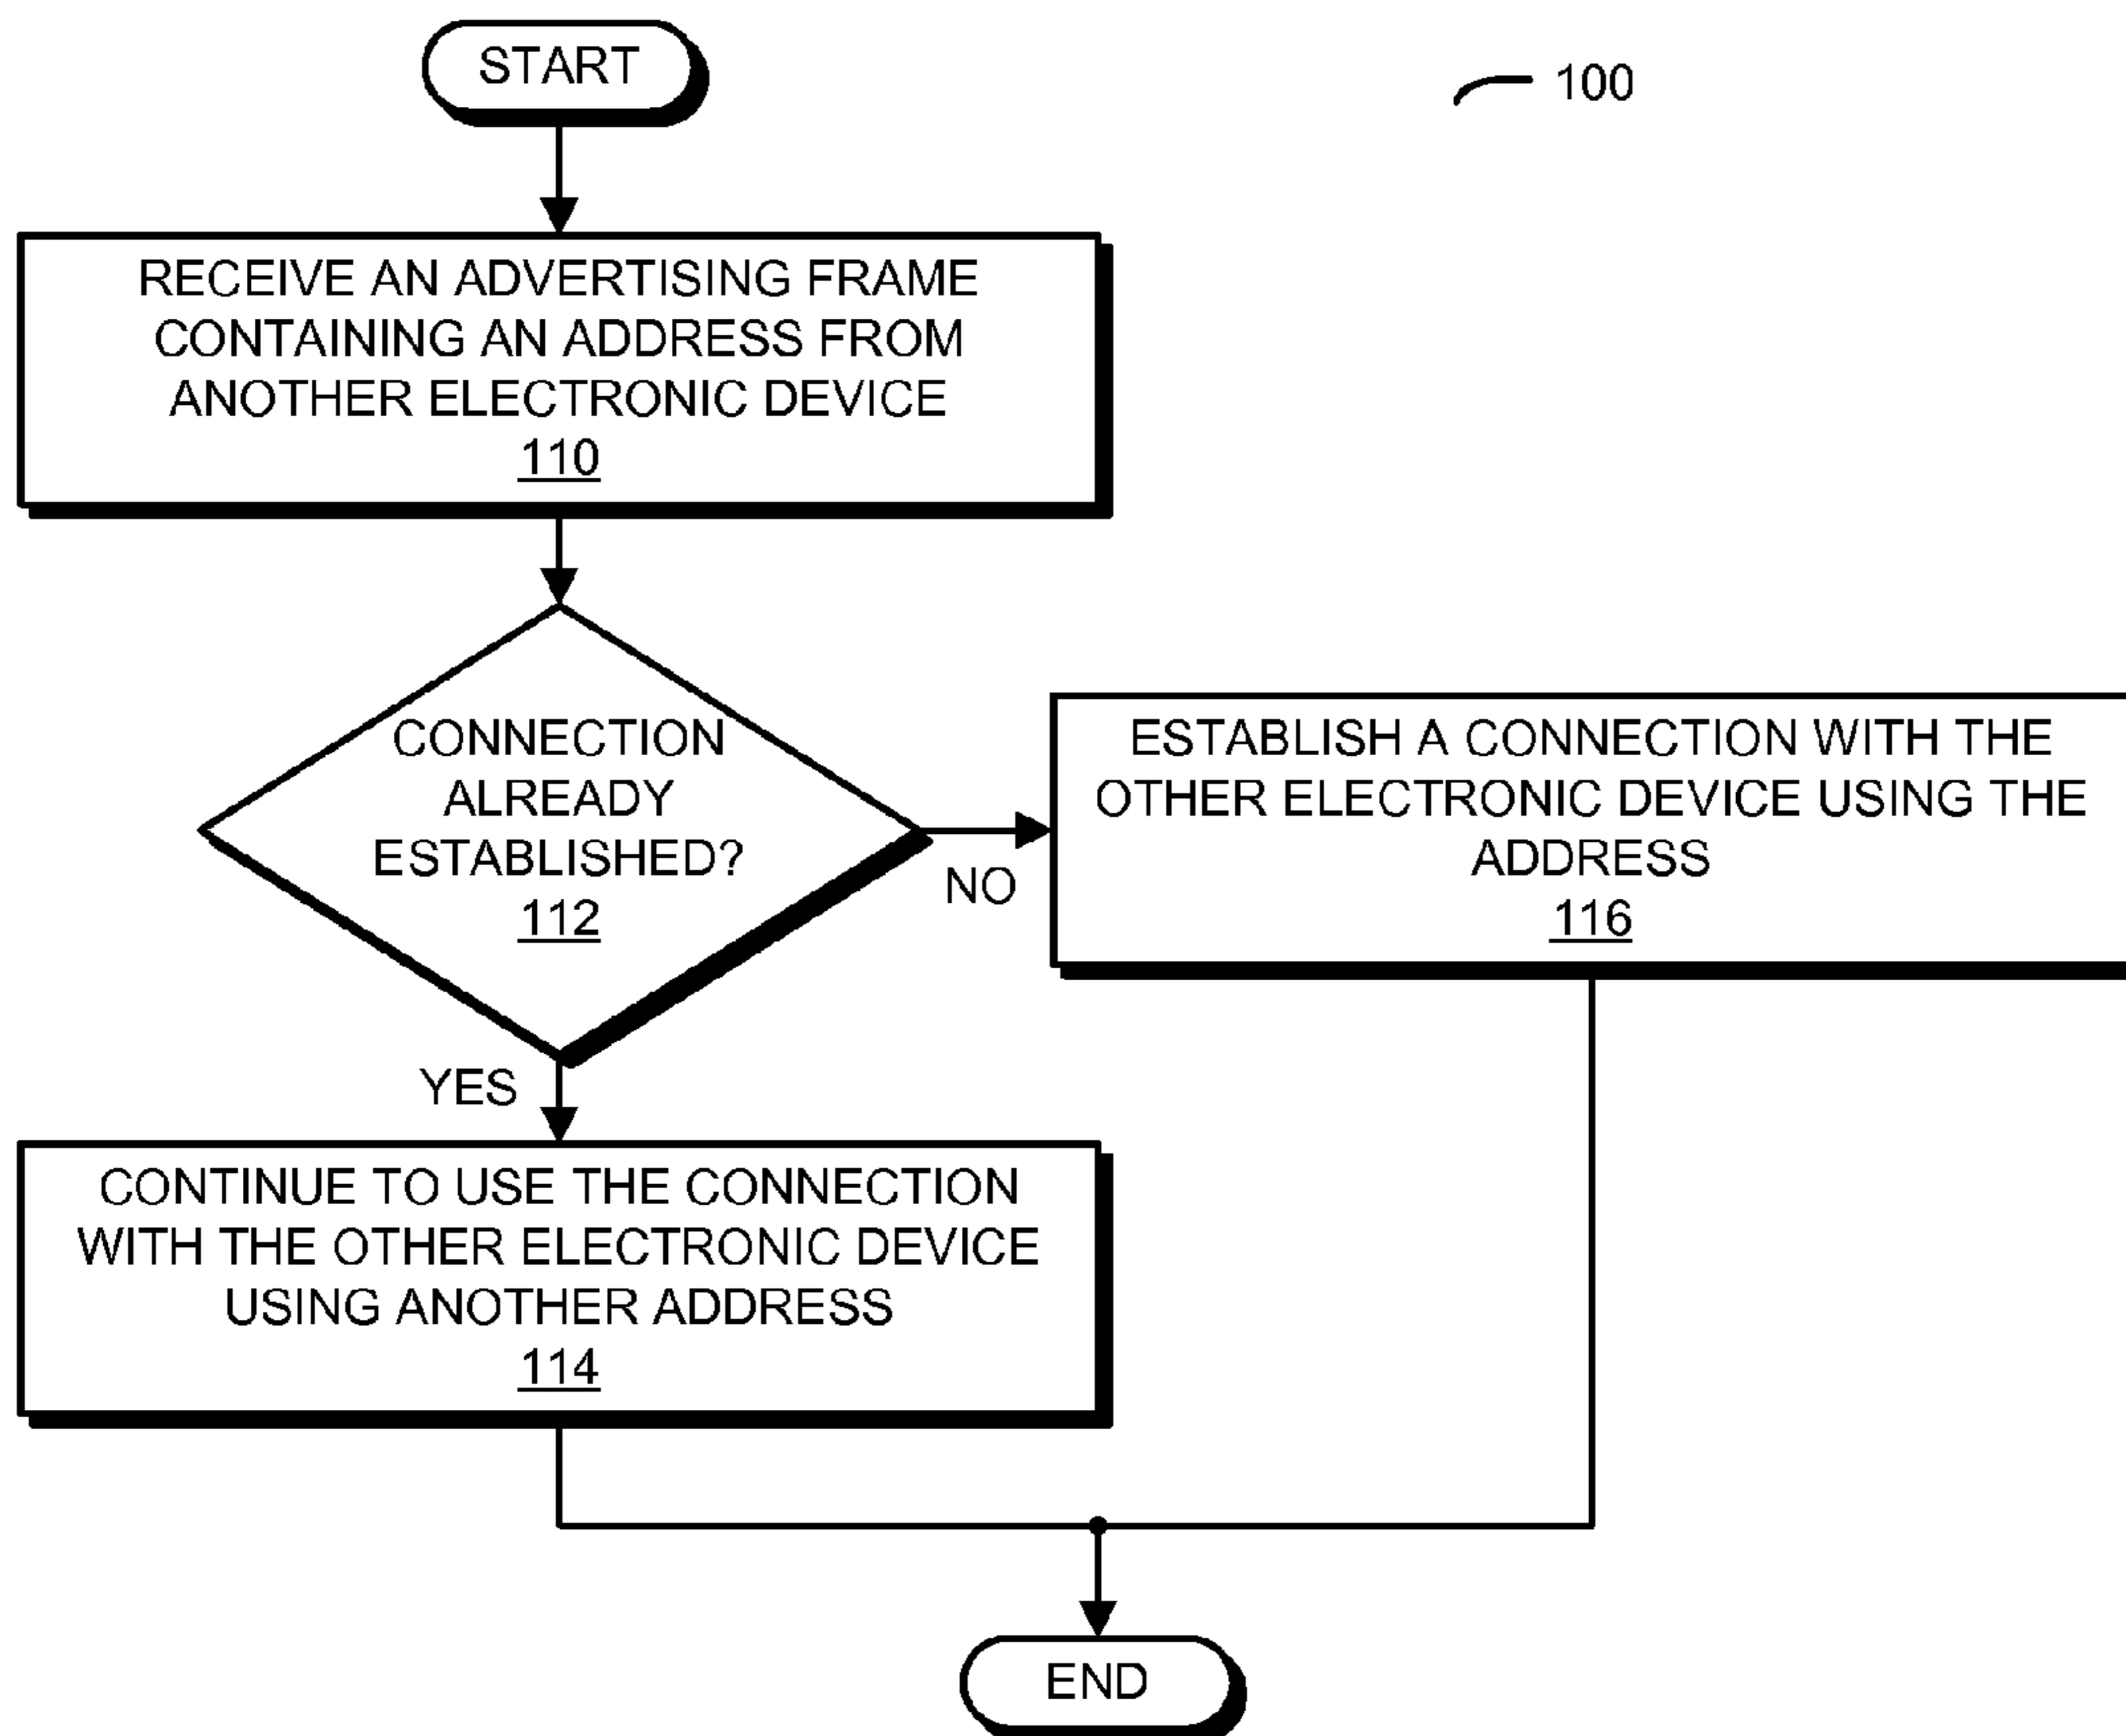 START
100
RECEIVE AN ADVERTISING FRAME
CONTAINING AN ADDRESS FROM
ANOTHER ELECTRONIC DEVICE
110
CONNECTION
ALREADY
ESTABLISHED?
112
NO
ESTABLISH A CONNECTION WITH THE
OTHER ELECTRONIC DEVICE USING THE
ADDRESS
116
YES
CONTINUE TO USE THE CONNECTION
WITH THE OTHER ELECTRONIC DEVICE
USING ANOTHER ADDRESS
114
END